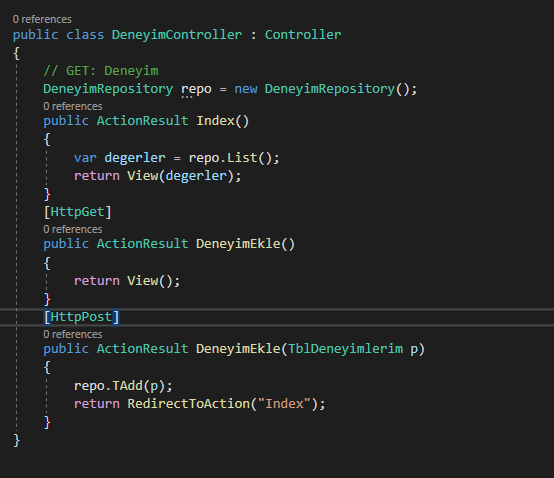 0 references
public class DeneyimController : Controller
{
// GET: Deneyim
DeneyimRepository repo = new DeneyimRepository();
0 references
public ActionResult Index()
{
var degerler = repo.List();
return View(degerler);
}
[HttpGet]
0 references
public ActionResult DeneyimEkle()
{
return View();
}
[HttpPost]
0 references
public ActionResult DeneyimEkle(TblDeneyimlerim p)
{
repo.TAdd(p);
return RedirectToAction("Index");
}
}